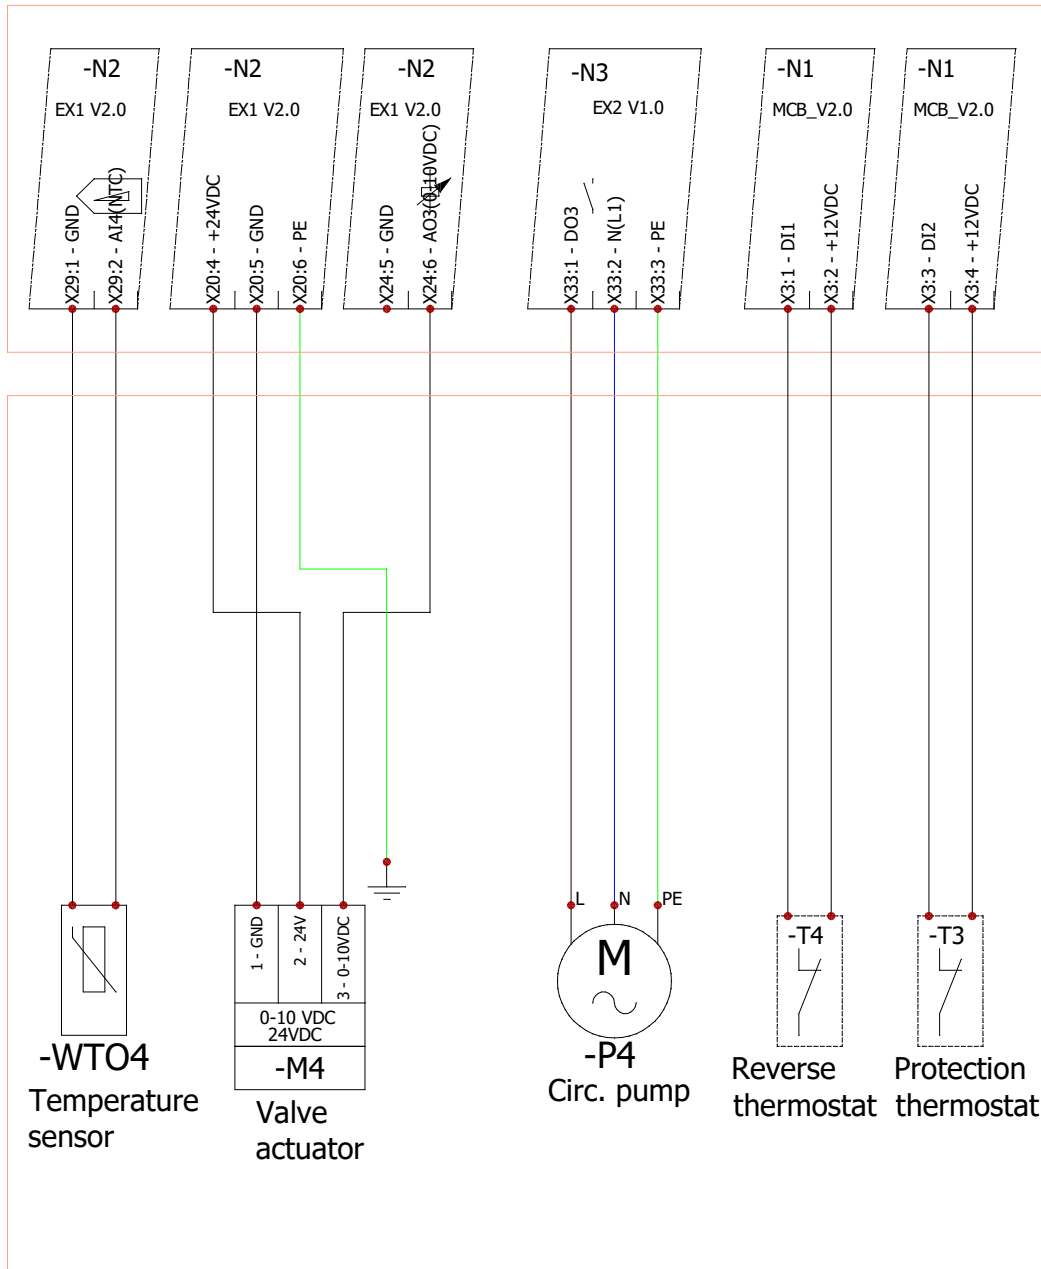 -N2
EX1 V2.0
X29:1 - GND
X29:2 - AI4(NTC)
-N2
EX1 V2.0
X20:4 - +24VDC
X20:5 - GND
X20:6 - PE
-N2
EX1 V2.0
X24:5 - GND
X24:6 - AO3(0-10VDC)
-N3
EX2 V1.0
X33:1 - DO3
X33:2 - N(L1)
X33:3 - PE
-N1
MCB_V2.0
X3:1 - DI1
X3:2 - +12VDC
-N1
MCB_V2.0
X3:3 - DI2
X3:4 - +12VDC
-WTO4
Temperature
sensor
1 - GND
2 - 24V
3 - 0-10VDC
0-10 VDC
24VDC
-M4
Valve
actuator
L
N
PE
M
-P4
Circ. pump
-T4
Reverse
thermostat
-T3
Protection
thermostat